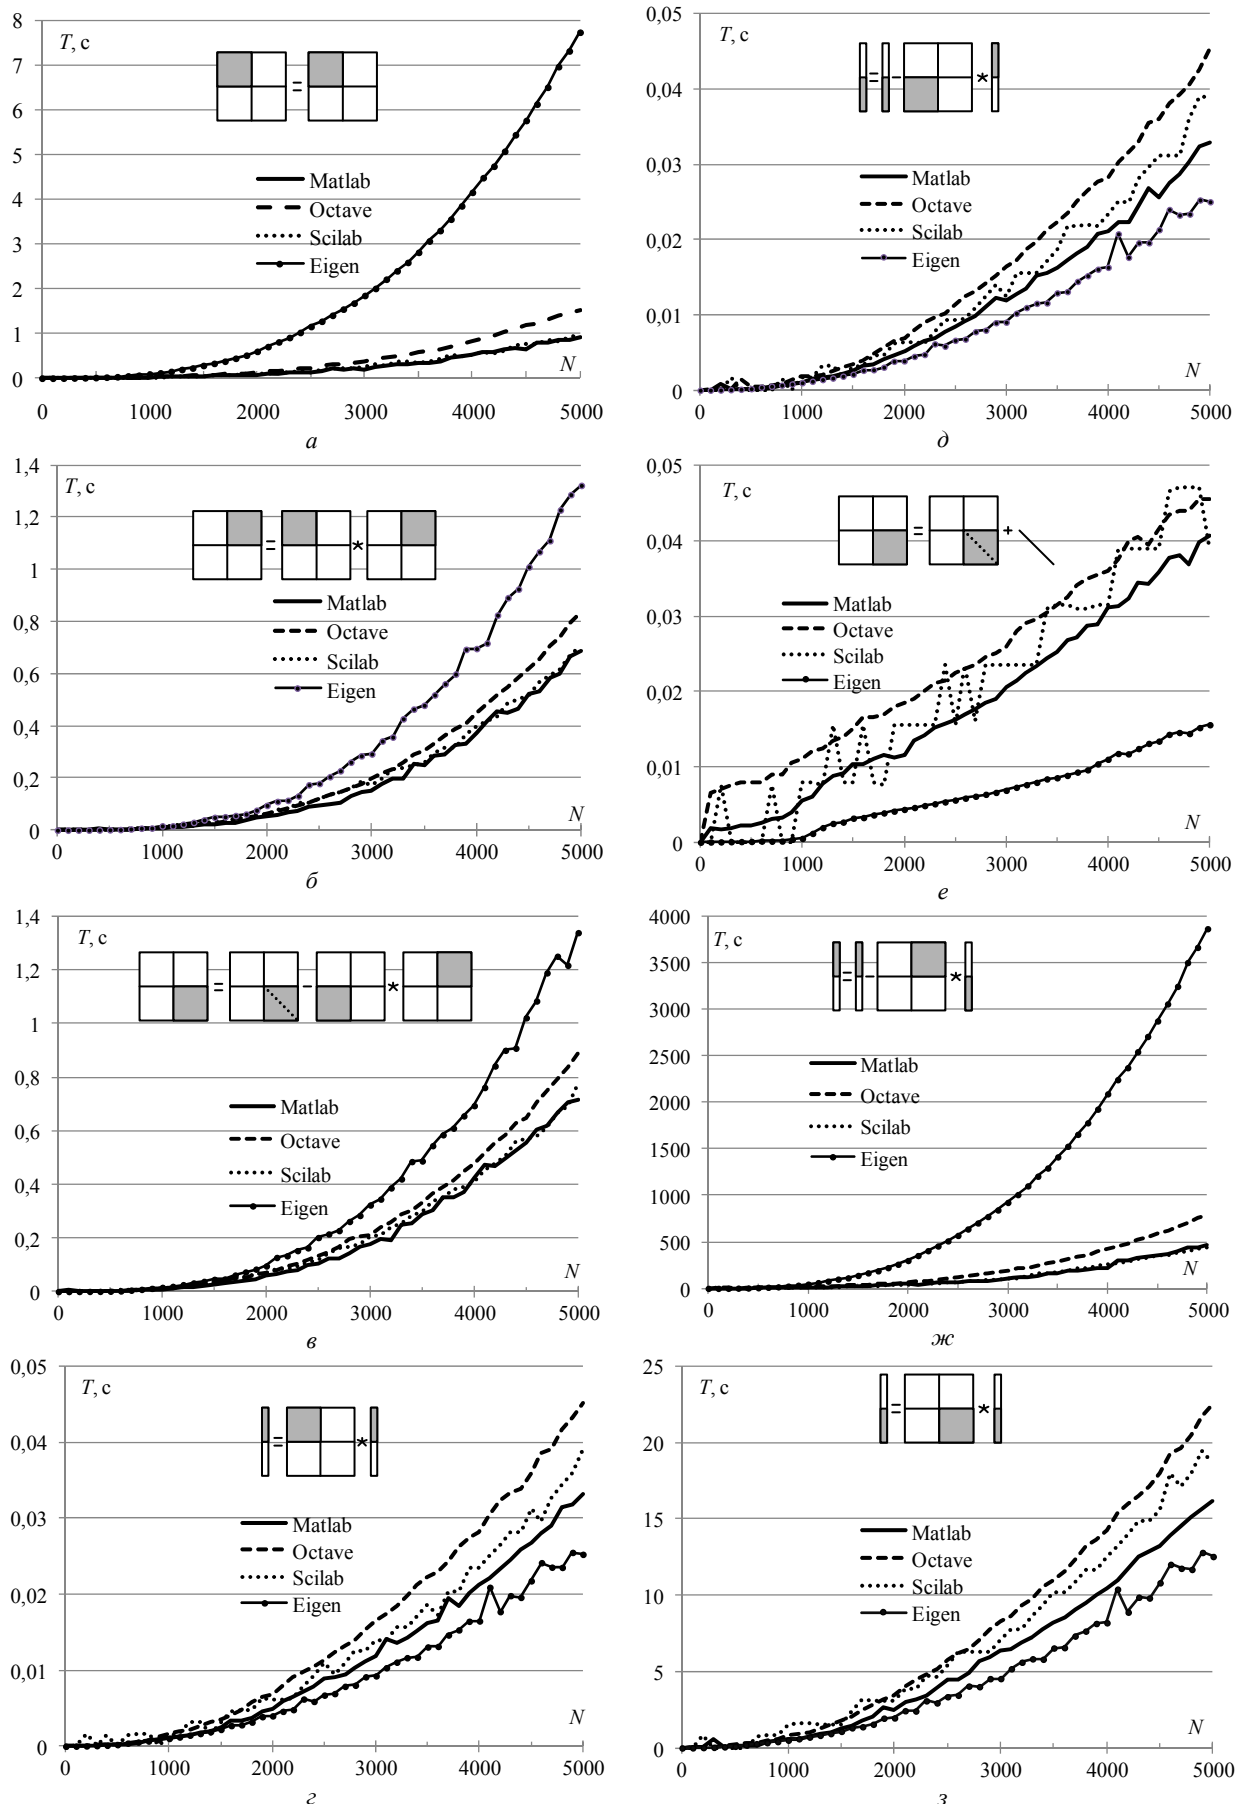 8
7
6
5
4
3
2
1
0
T, с
=
Matlab
Octave
Scilab
Eigen
N
0 1000 2000 3000 4000 5000
а
0,05
0,04
0,03
0,02
0,01
0
T, с
= - *
Matlab
Octave
Scilab
Eigen
N
0 1000 2000 3000 4000 5000
д
1,4
1,2
1
0,8
0,6
0,4
0,2
0
T, с
= *
Matlab
Octave
Scilab
Eigen
N
0 1000 2000 3000 4000 5000
б
0,05
0,04
0,03
0,02
0,01
0
T, с
= +
Matlab
Octave
Scilab
Eigen
N
0 1000 2000 3000 4000 5000
е
1,4
1,2
1
0,8
0,6
0,4
0,2
0
T, с
= - *
Matlab
Octave
Scilab
Eigen
N
0 1000 2000 3000 4000 5000
в
4000
3500
3000
2500
2000
1500
1000
500
0
T, с
= - *
Matlab
Octave
Scilab
Eigen
N
0 1000 2000 3000 4000 5000
ж
0,05
0,04
0,03
0,02
0,01
0
T, с
= *
Matlab
Octave
Scilab
Eigen
N
0 1000 2000 3000 4000 5000
г
25
20
15
10
5
0
T, с
= *
Matlab
Octave
Scilab
Eigen
N
0 1000 2000 3000 4000 5000
з